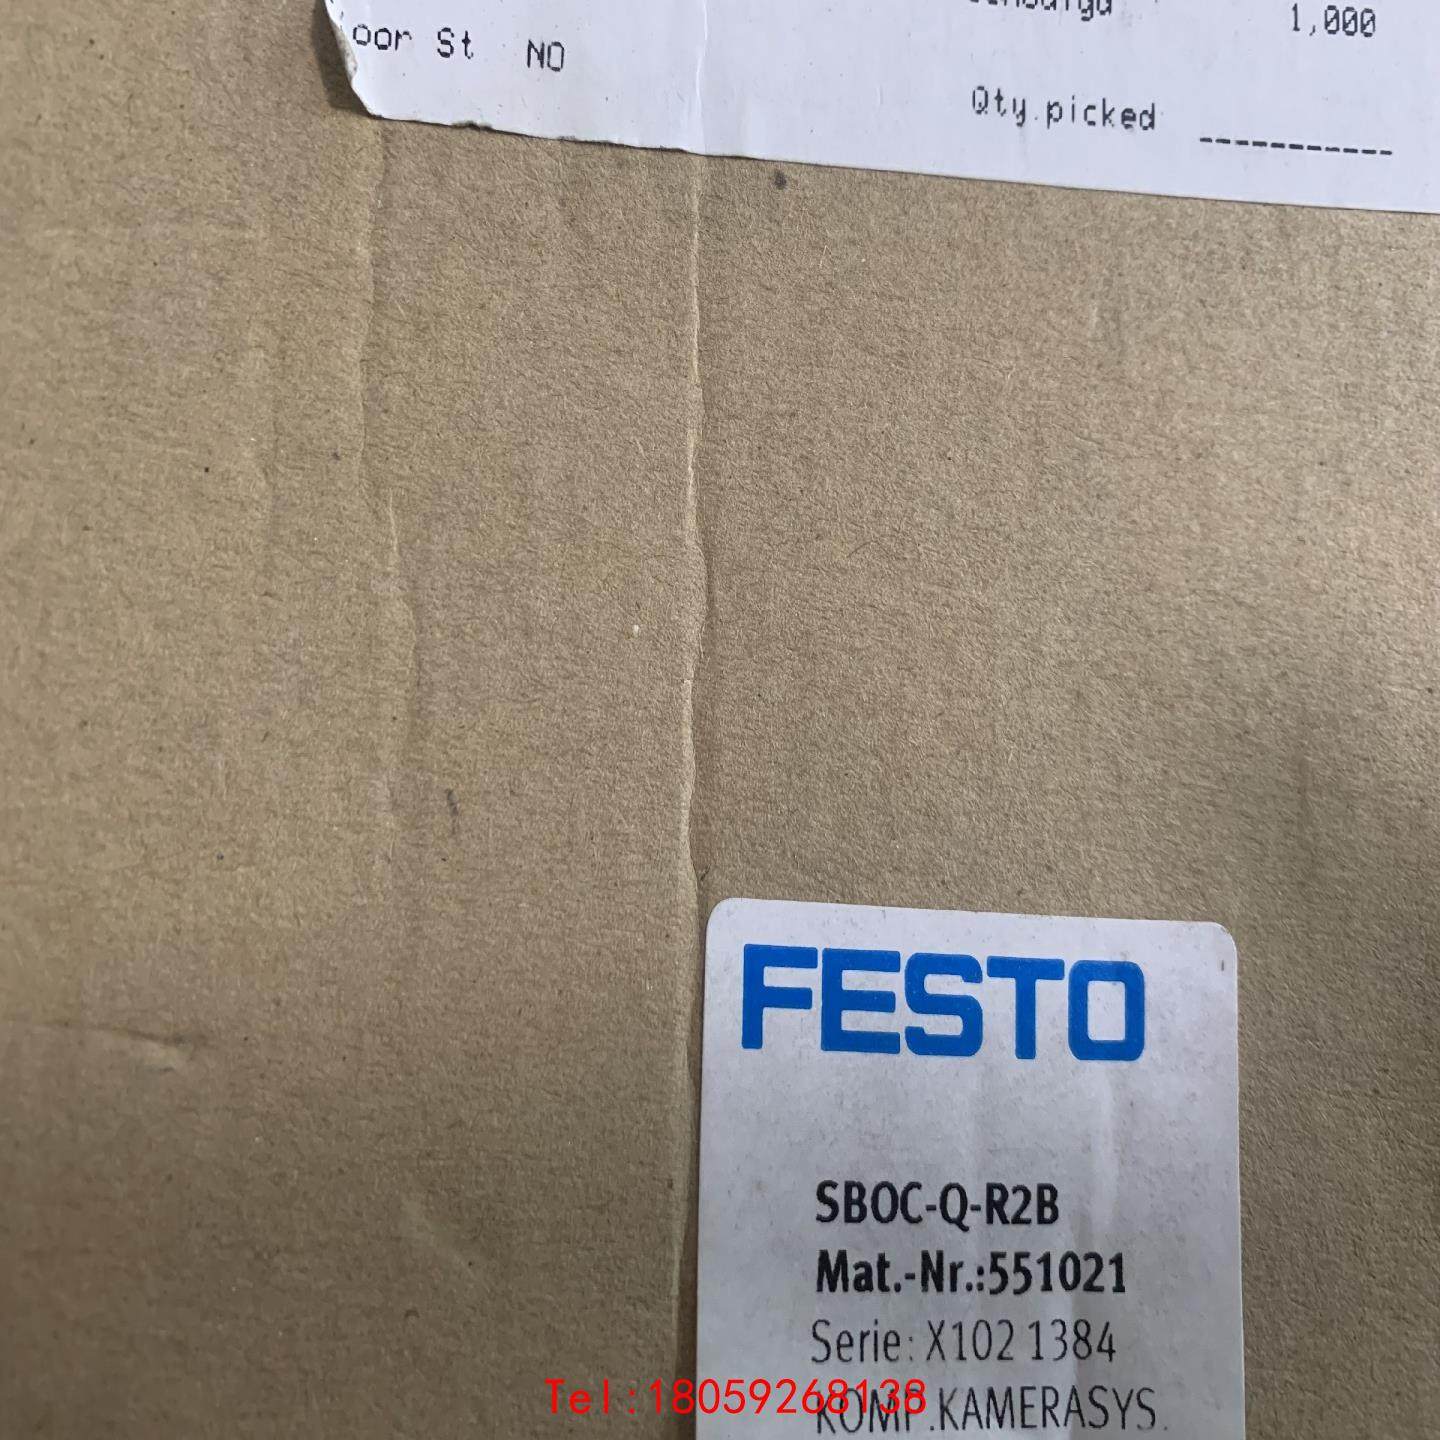 1,000
oor St NO
Qty.picked ___________
FESTO
SBOC-Q-R2B
Mat.-Nr.:551021
Serie: X102 1384
KOMP.KAMERASYS.
Tel:18059268138